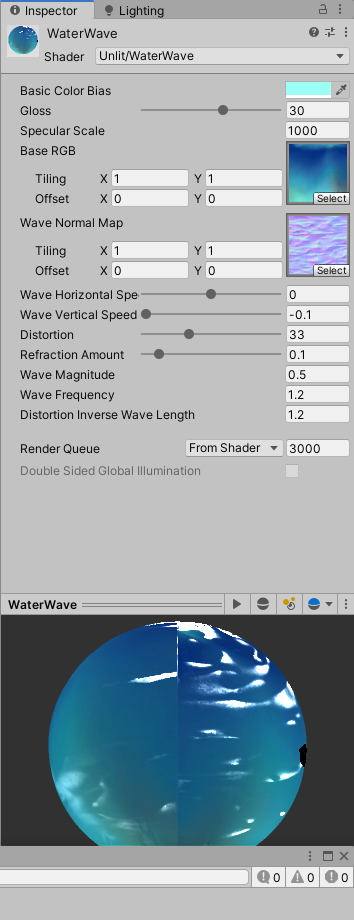 Inspector Lighting
WaterWave
Shader Unlit/WaterWave
Basic Color Bias
Gloss 30
Specular Scale 1000
Base RGB
Tiling X 1 Y 1
Offset X 0 Y 0
Select
Wave Normal Map
Tiling X 1 Y 1
Offset X 0 Y 0
Select
Wave Horizontal Spe 0
Wave Vertical Speed -0.1
Distortion 33
Refraction Amount 0.1
Wave Magnitude 0.5
Wave Frequency 1.2
Distortion Inverse Wave Length 1.2
Render Queue From Shader 3000
Double Sided Global Illumination
WaterWave
0 0 0